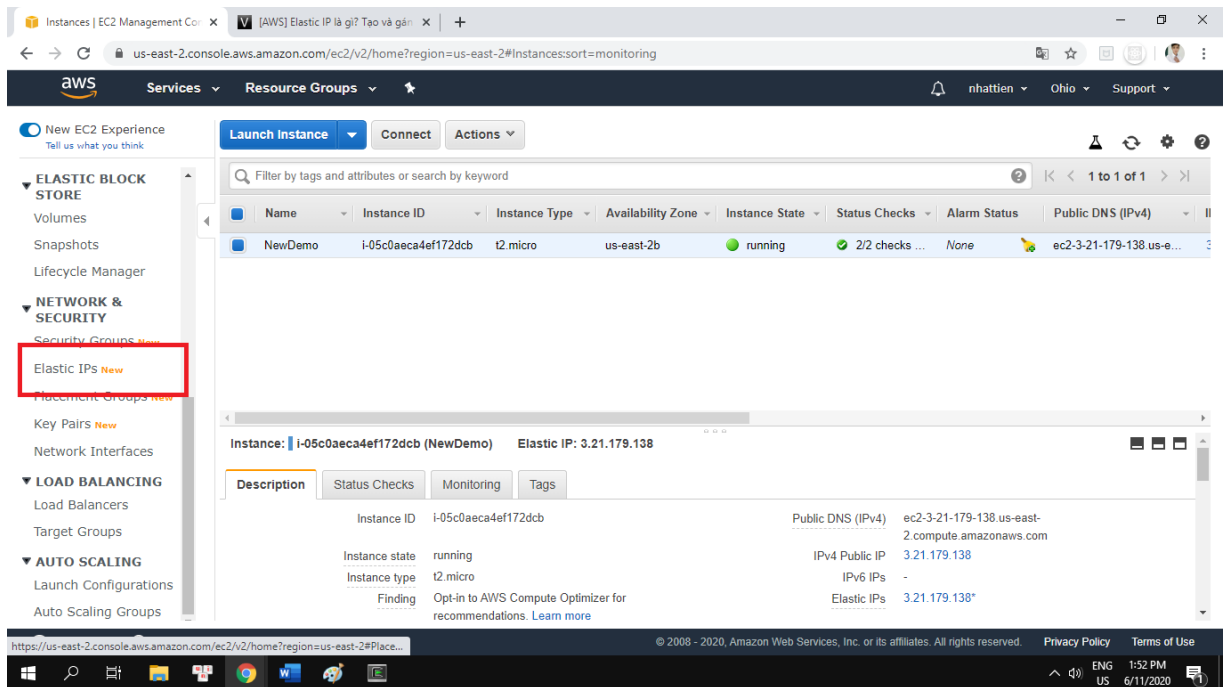 Instances | EC2 Management Con
[AWS] Elastic IP là gì? Tạo và gán
us-east-2.console.aws.amazon.com/ec2/v2/home?region=us-east-2#Instances:sort=monitoring
aws
Services
Resource Groups
nhattien
Ohio
Support
New EC2 Experience
Tell us what you think
Launch Instance
Connect
Actions
ELASTIC BLOCK
STORE
Volumes
Snapshots
Lifecycle Manager
NETWORK &
SECURITY
Security Groups New
Elastic IPs New
Placement Groups New
Key Pairs New
Network Interfaces
LOAD BALANCING
Load Balancers
Target Groups
AUTO SCALING
Launch Configurations
Auto Scaling Groups
Filter by tags and attributes or search by keyword
1 to 1 of 1
Name Instance ID Instance Type Availability Zone Instance State Status Checks Alarm Status Public DNS (IPv4)
NewDemo i-05c0aeca4ef172dcb t2.micro us-east-2b running 2/2 checks ... None ec2-3-21-179-138.us-e...
Instance: i-05c0aeca4ef172dcb (NewDemo) Elastic IP: 3.21.179.138
Description Status Checks Monitoring Tags
Instance ID i-05c0aeca4ef172dcb
Public DNS (IPv4) ec2-3-21-179-138.us-east-
2.compute.amazonaws.com
Instance state running
IPv4 Public IP 3.21.179.138
Instance type t2.micro
IPv6 IPs -
Finding Opt-in to AWS Compute Optimizer for
recommendations. Learn more
Elastic IPs 3.21.179.138*
https://us-east-2.console.aws.amazon.com/ec2/v2/home?region=us-east-2#Place...
© 2008 - 2020, Amazon Web Services, Inc. or its affiliates. All rights reserved. Privacy Policy Terms of Use
ENG
US
1:52 PM
6/11/2020